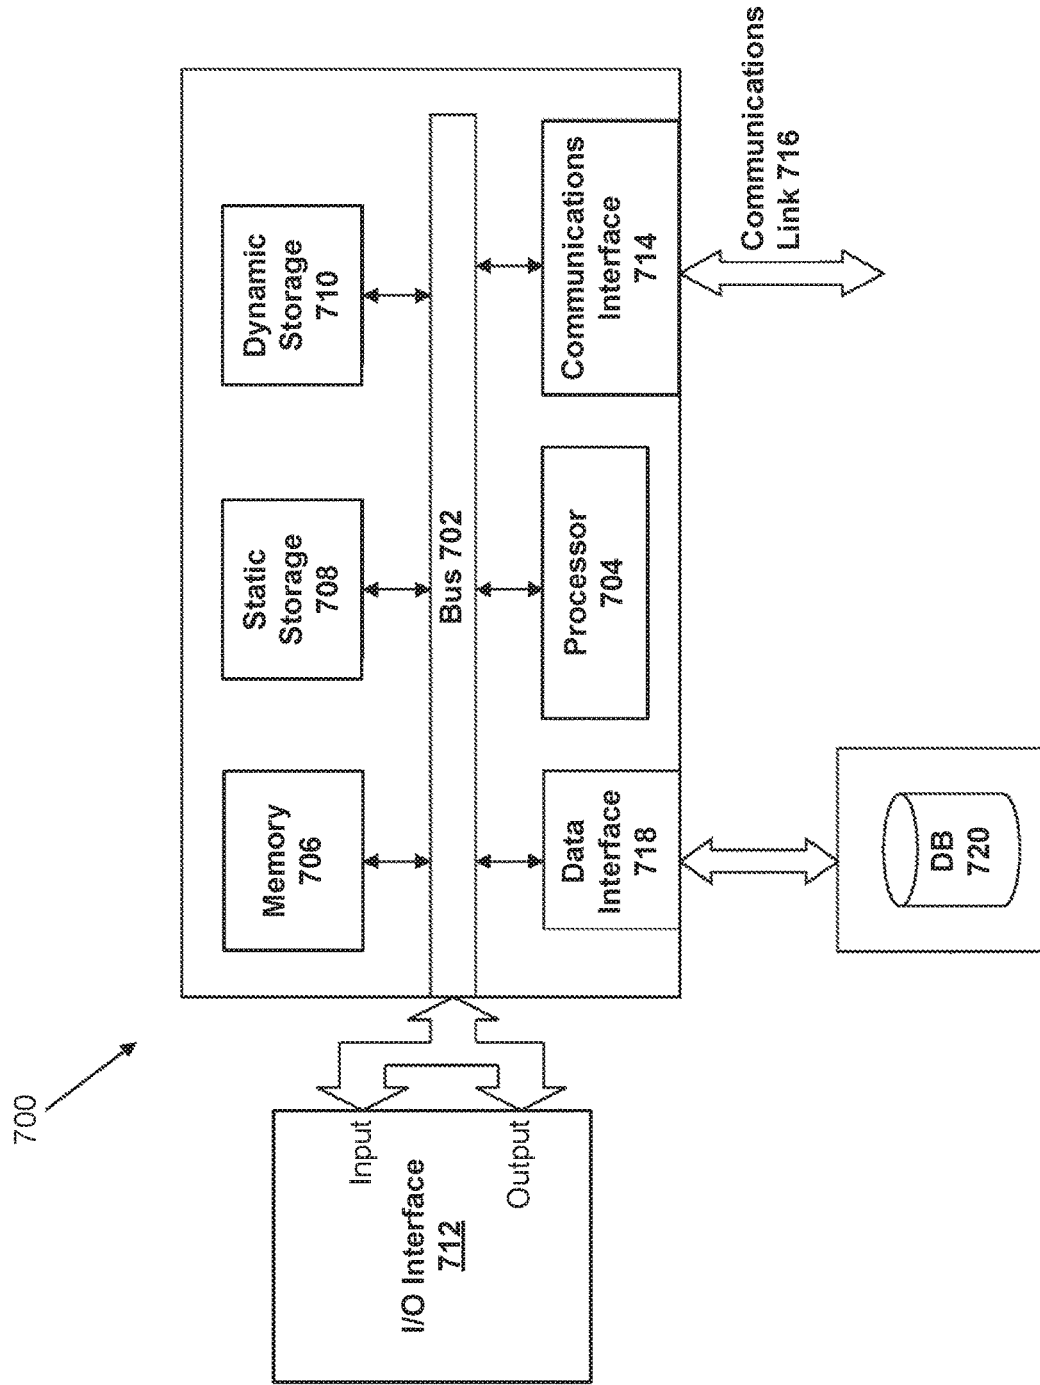 700
Memory
706
Static
Storage
708
Dynamic
Storage
710
I/O Interface
712
Input
Output
Bus 702
Data
Interface
718
Processor
704
Communications
Interface
714
Communications
Link 716
DB
720